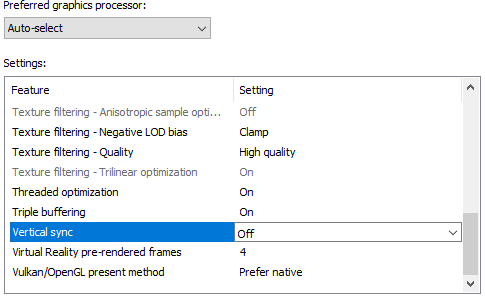 Preferred graphics processor:
Auto-select
Settings:
Feature Setting
Texture filtering - Anisotropic sample opti... Off
Texture filtering - Negative LOD bias Clamp
Texture filtering - Quality High quality
Texture filtering - Trilinear optimization On
Threaded optimization On
Triple buffering On
Vertical sync Off
Virtual Reality pre-rendered frames 4
Vulkan/OpenGL present method Prefer native